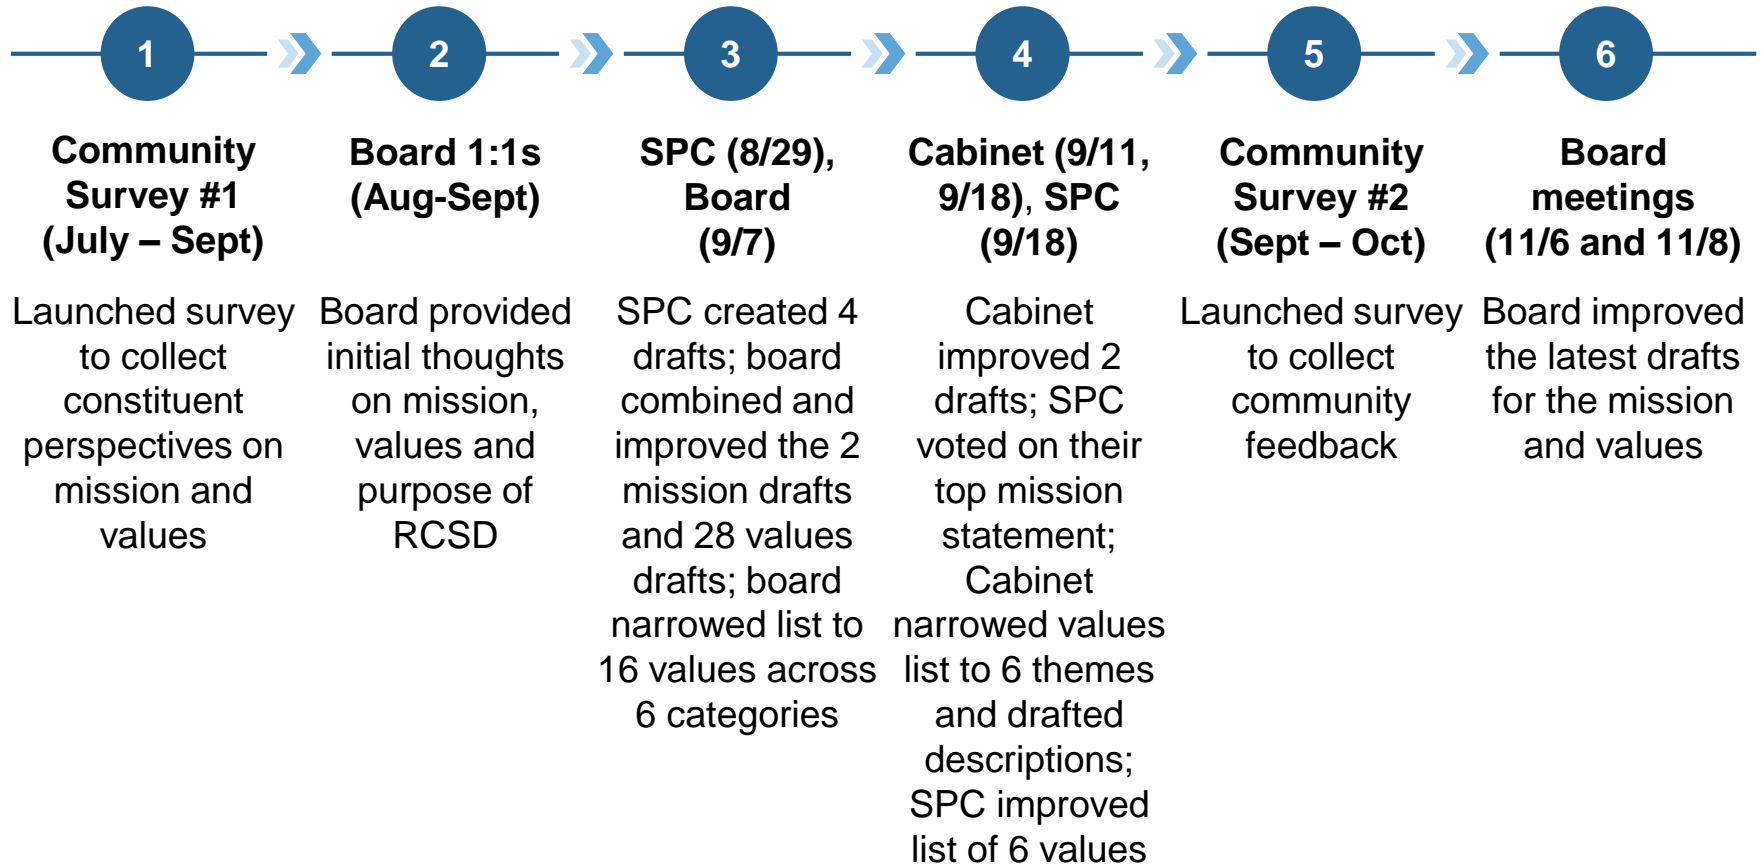 1
Community
Survey #1
(July – Sept)
Launched survey
to collect
constituent
perspectives on
mission and
values
2
Board 1:1s
(Aug-Sept)
Board provided
initial thoughts
on mission,
values and
purpose of
RCSD
3
SPC (8/29),
Board
(9/7)
SPC created 4
drafts; board
combined and
improved the 2
mission drafts
and 28 values
drafts; board
narrowed list to
16 values across
6 categories
4
Cabinet (9/11,
9/18), SPC
(9/18)
Cabinet
improved 2
drafts; SPC
voted on their
top mission
statement;
Cabinet
narrowed values
list to 6 themes
and drafted
descriptions;
SPC improved
list of 6 values
5
Community
Survey #2
(Sept – Oct)
Launched survey
to collect
community
feedback
6
Board
meetings
(11/6 and 11/8)
Board improved
the latest drafts
for the mission
and values